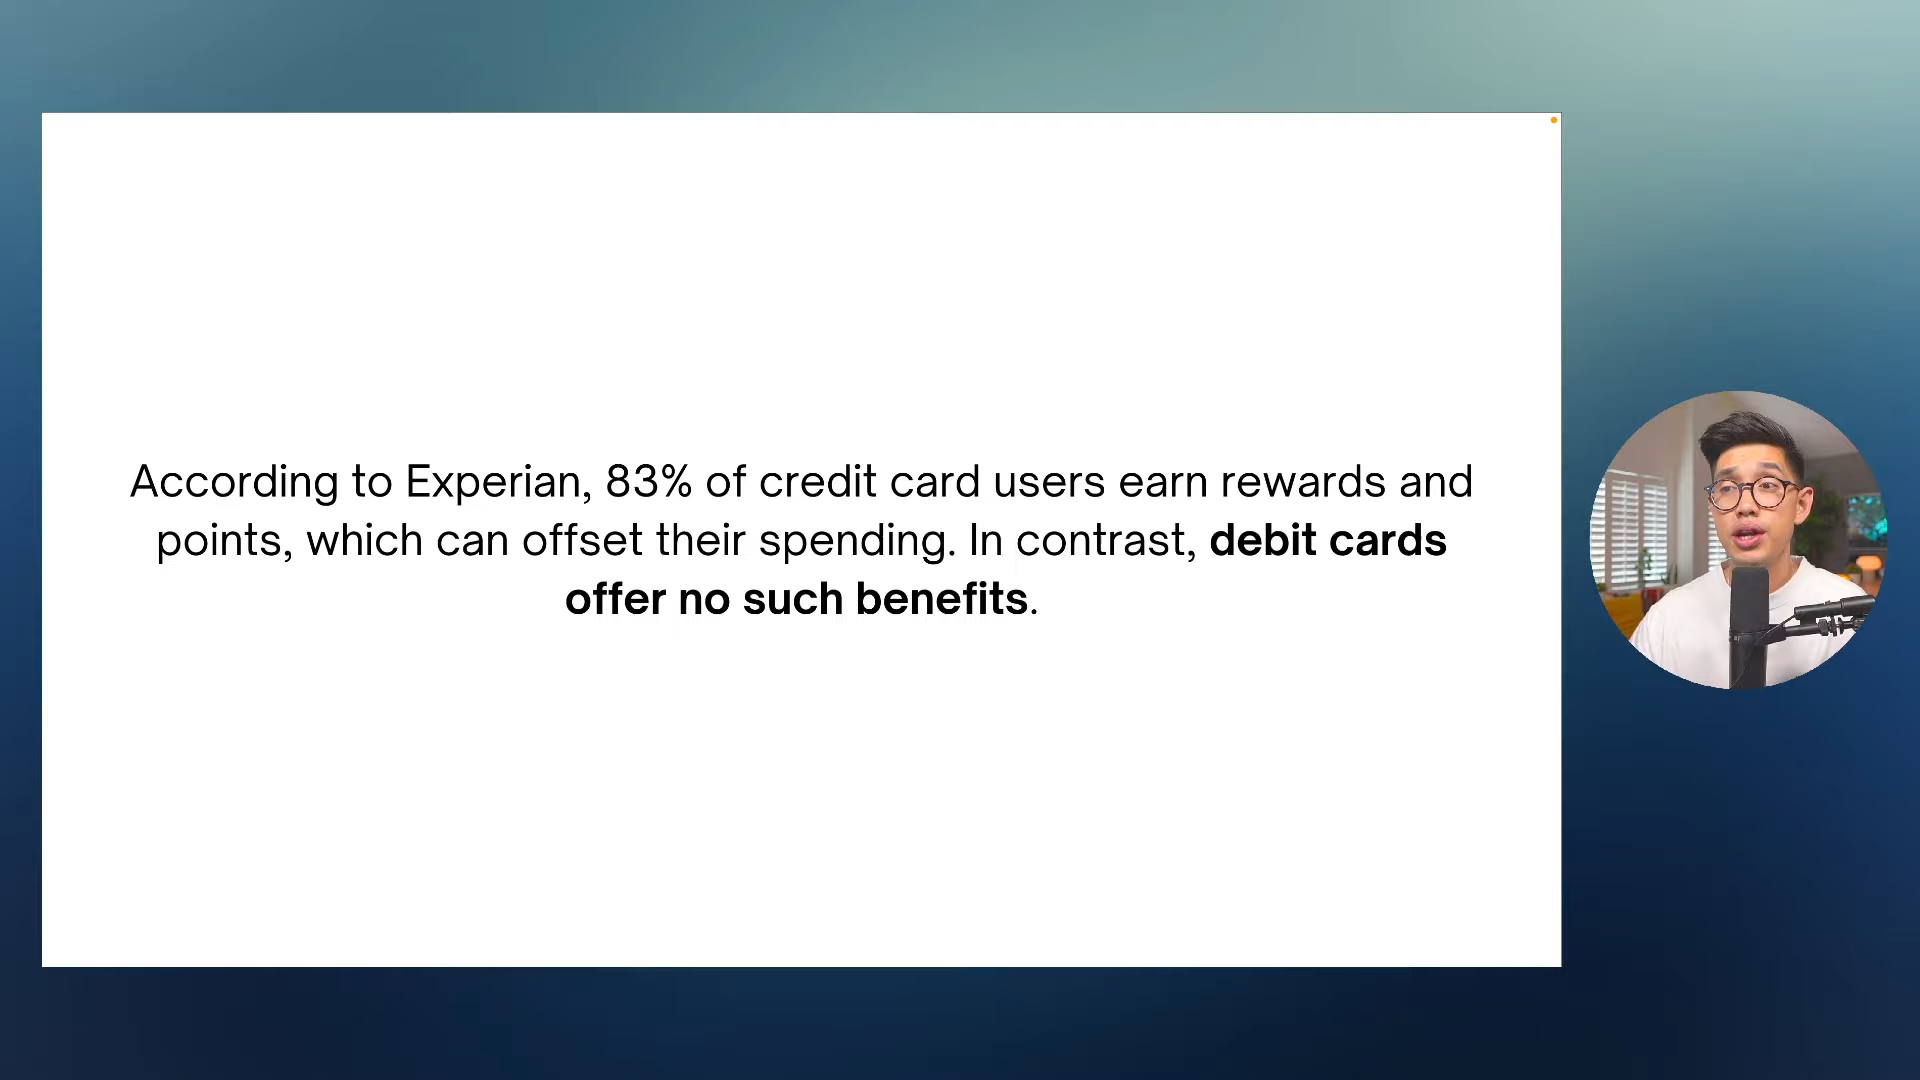 According to Experian, 83% of credit card users earn rewards and
points, which can offset their spending. In contrast, debit cards
offer no such benefits.